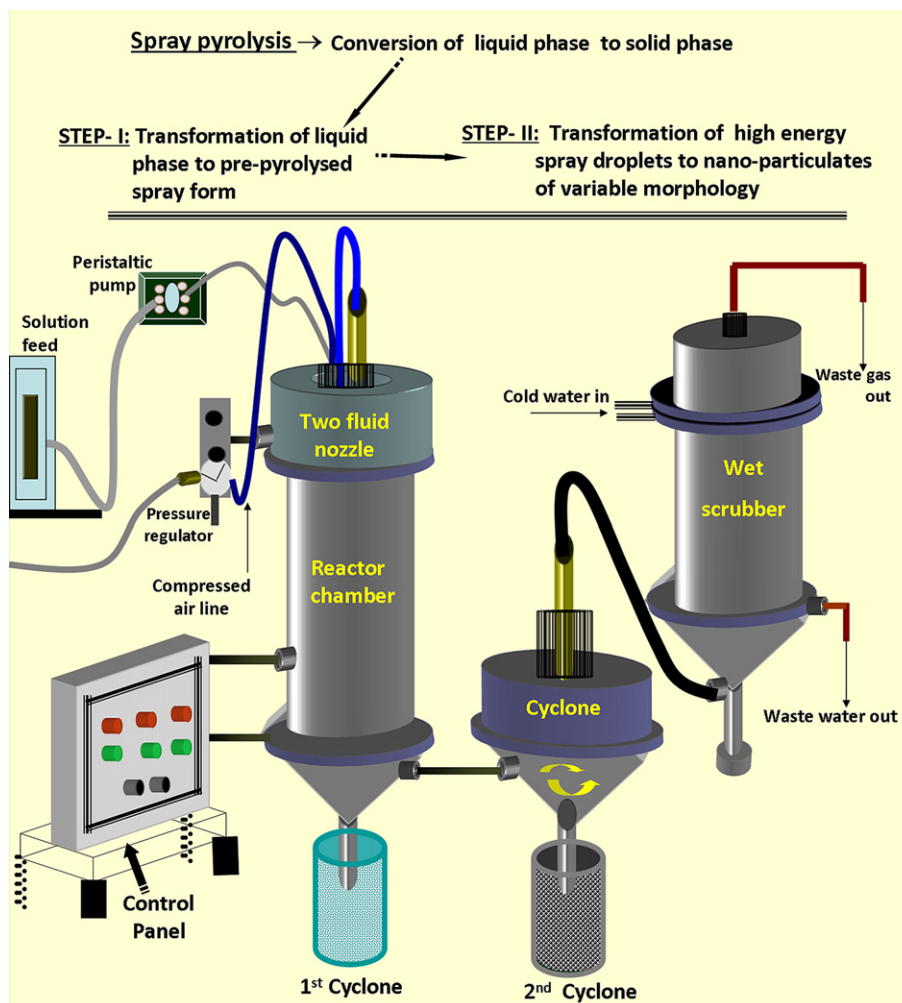 Spray pyrolysis → Conversion of liquid phase to solid phase
STEP- I: Transformation of liquid
phase to pre-pyrolysed
spray form
STEP- II: Transformation of high energy
spray droplets to nano-particulates
of variable morphology
Peristaltic
pump
Solution
feed
Two fluid
nozzle
Pressure
regulator
Compressed
air line
Reactor
chamber
Control
Panel
1st Cyclone
Cyclone
2nd Cyclone
Cold water in
Waste gas
out
Wet
scrubber
Waste water out